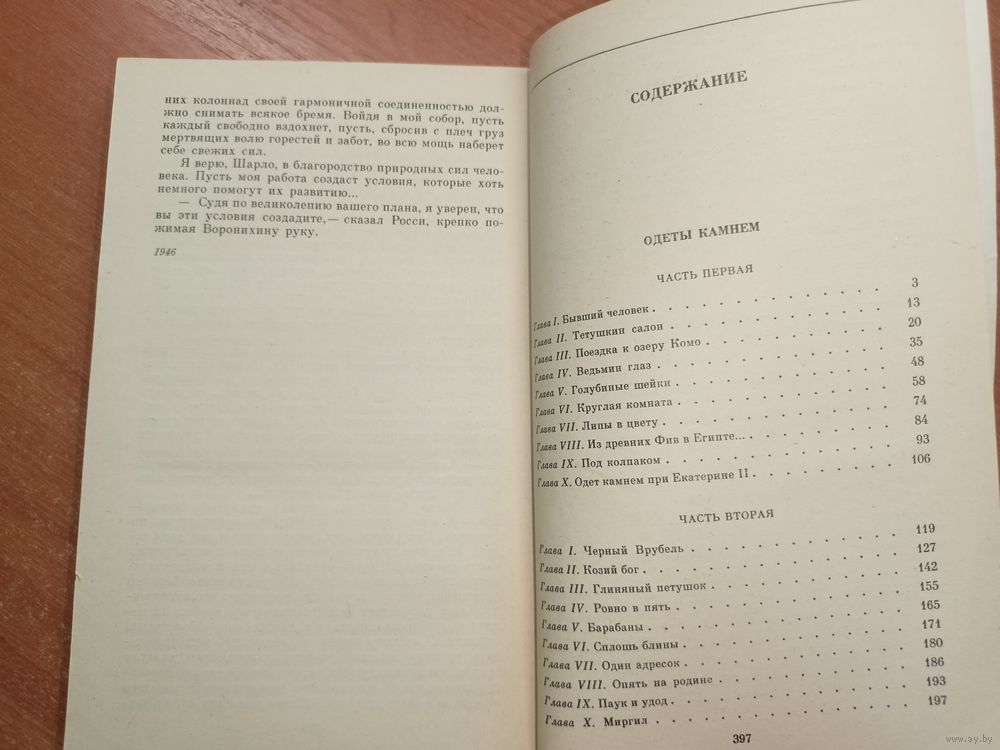 них колоннад своей гармоничной соединенностью дол-
жно снимать всякое бремя. Войдя в мой собор, пусть
каждый свободно вздохнет, пусть, сбросив с плеч груз
мертвящих волю горестей и забот, во всю мощь наберет
себе свежих сил.
Я верю, Шарло, в благородство природных сил чело-
века. Пусть моя работа создаст условия, которые хоть
немного помогут их развитию...
— Судя по великолепию вашего плана, я уверен, что
вы эти условия создадите,— сказал Росси, крепко по-
жимая Воронихину руку.
1946
СОДЕРЖАНИЕ
ОДЕТЫ КАМНЕМ
ЧАСТЬ ПЕРВАЯ
Глава I. Бывший человек . . . . . . . . . . . . 3
Глава II. Тетушкин салон . . . . . . . . . . . . 13
Глава III. Поездка к озеру Комо . . . . . . . . . . 20
Глава IV. Ведьмин глаз . . . . . . . . . . . . 35
Глава V. Голубиные шейки . . . . . . . . . . . . 48
Глава VI. Круглая комната . . . . . . . . . . . . 58
Глава VII. Липы в цвету . . . . . . . . . . . . 74
Глава VIII. Из древних Фив в Египте... . . . . . . . . 84
Глава IX. Под колпаком . . . . . . . . . . . . 93
Глава X. Одет камнем при Екатерине II . . . . . . . . 106
ЧАСТЬ ВТОРАЯ
Глава I. Черный Врубель . . . . . . . . . . . . 119
Глава II. Козий бог . . . . . . . . . . . . 127
Глава III. Глиняный петушок . . . . . . . . . . . 142
Глава IV. Ровно в пять . . . . . . . . . . . . 155
Глава V. Барабаны . . . . . . . . . . . . 165
Глава VI. Сплошь блины . . . . . . . . . . . . 171
Глава VII. Один адресок . . . . . . . . . . . . 180
Глава VIII. Опять на родине . . . . . . . . . . . 186
Глава IX. Паук и удод . . . . . . . . . . . . 193
Глава X. Миргил . . . . . . . . . . . . 197
397
www.ay.by